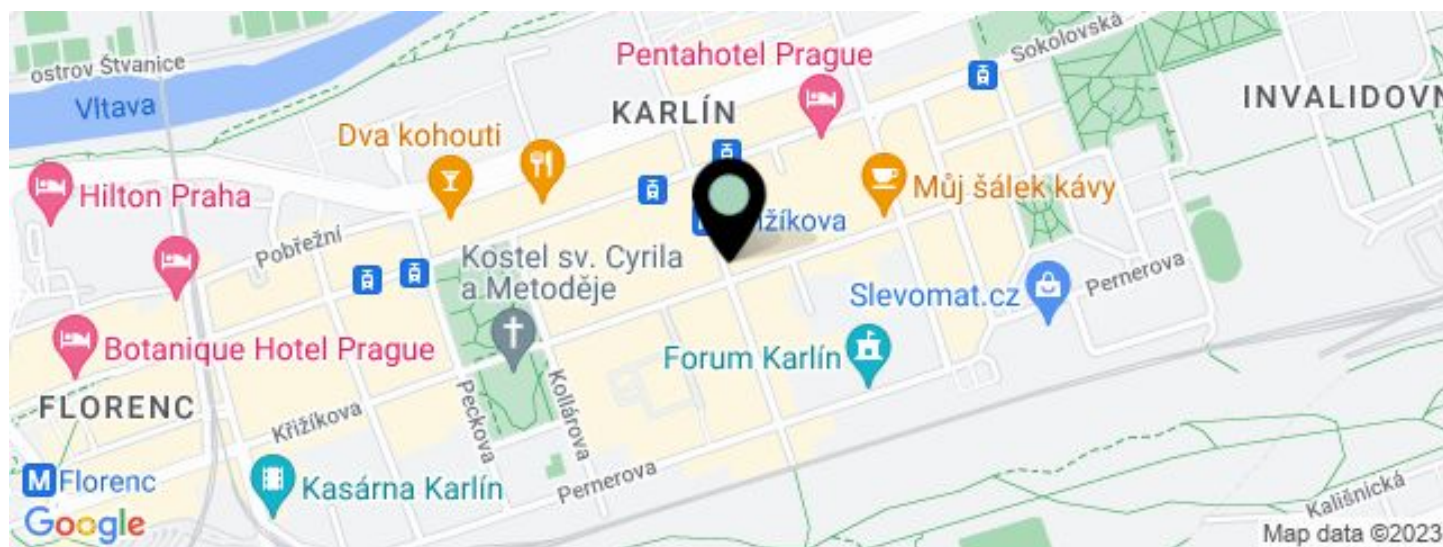 ostrov Štvanice
Vltava
Pentahotel Prague
Sokolovská
KARLÍN
INVALIDOVN
Dva kohouti
Hilton Praha
Můj šálek kávy
žíkova
Pobřežní
Kostel sv. Cyrila
a Metoděje
Slevomat.cz
Pernerova
Botanique Hotel Prague
Forum Karlín
FLORENC
Křižíkova
Peckova
Kollárova
M Florenc
Kasárna Karlín
Pernerova
Kališnická
Google
Map data ©2023